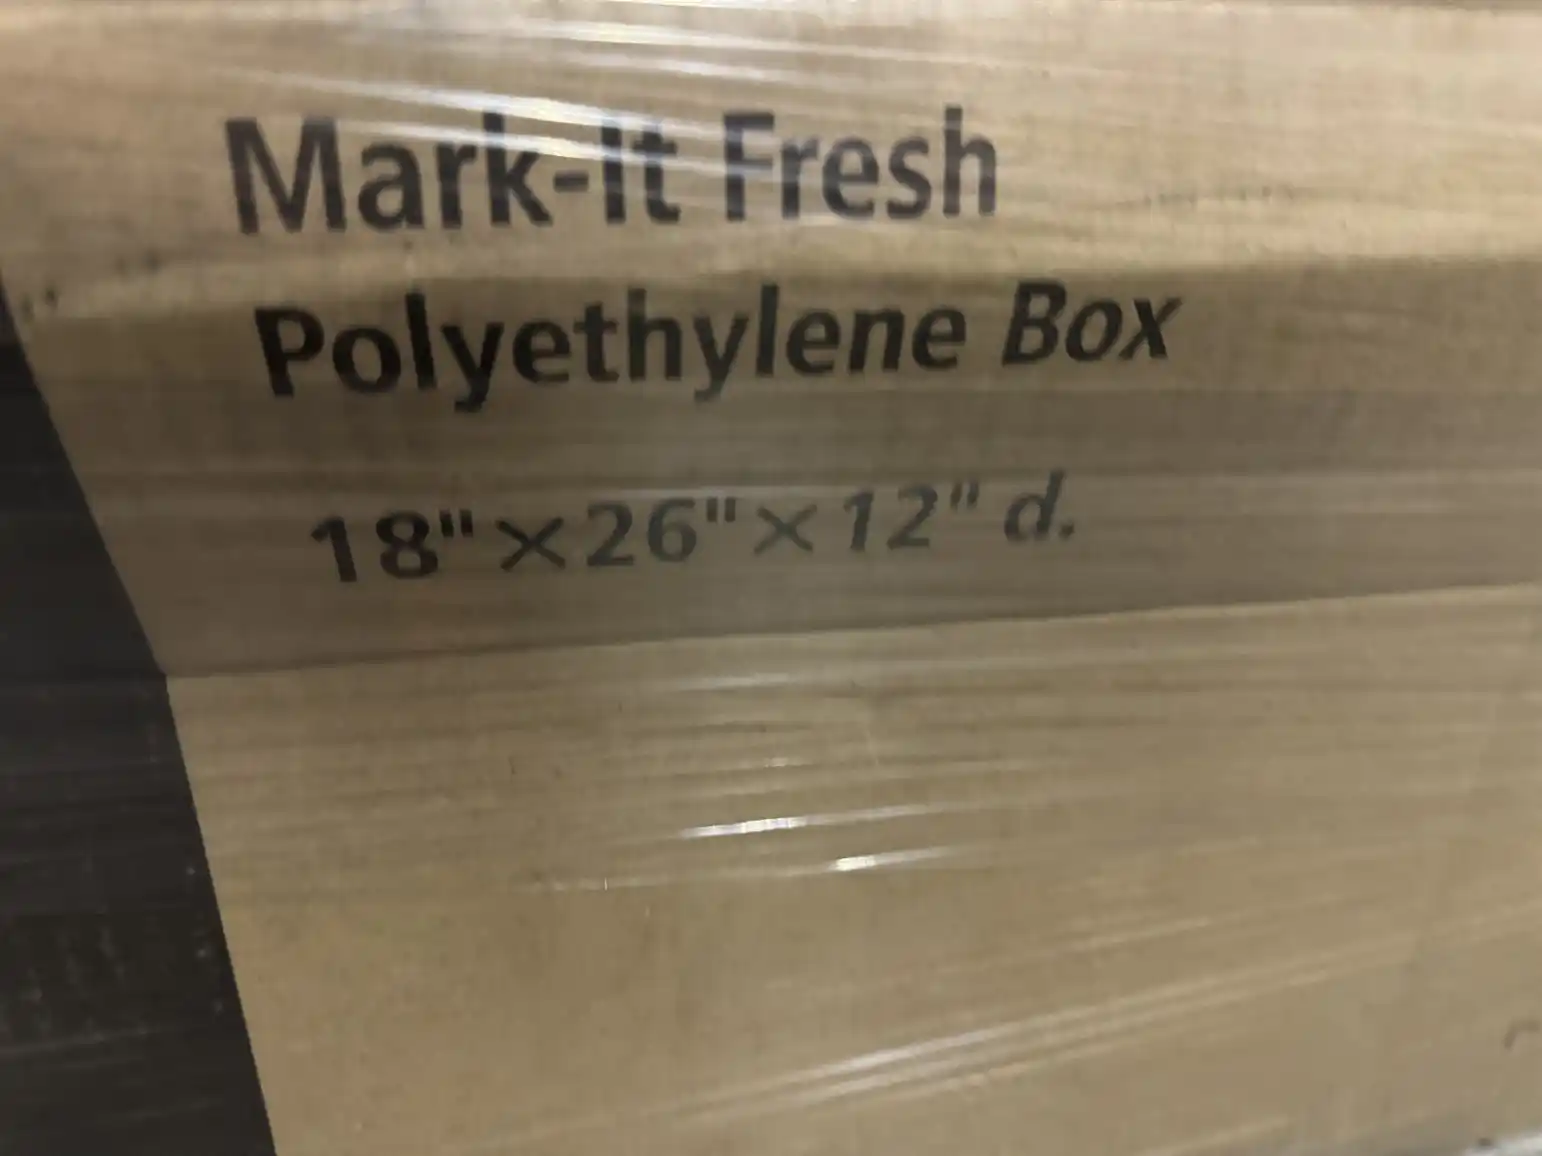 Mark-It Fresh
Polyethylene Box
18"×26"×12" d.